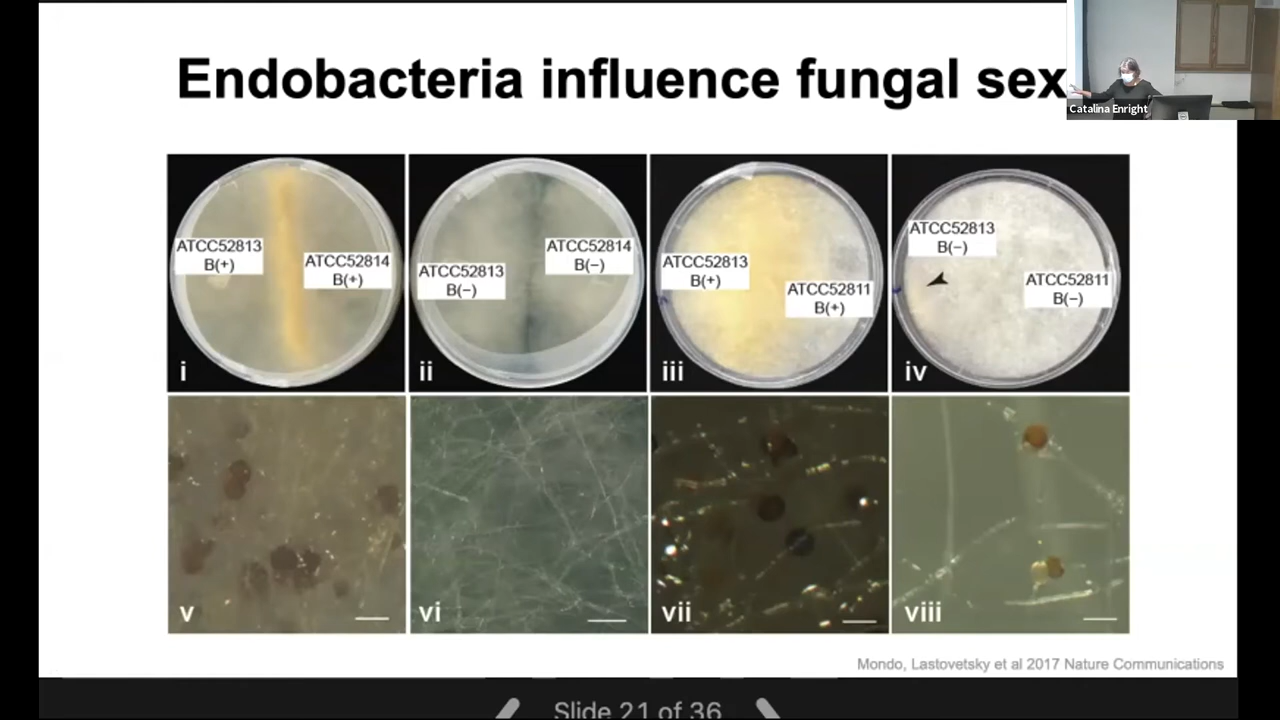 Endobacteria influence fungal sex
Catalina Enright
ATCC52813
B(+)
ATCC52814
B(+)
i
ATCC52813
B(−)
ATCC52814
B(−)
ii
ATCC52813
B(+)
ATCC52811
B(+)
iii
ATCC52813
B(−)
ATCC52811
B(−)
iv
v
vi
vii
viii
Mondo, Lastovetsky et al 2017 Nature Communications
Slide 21 of 36